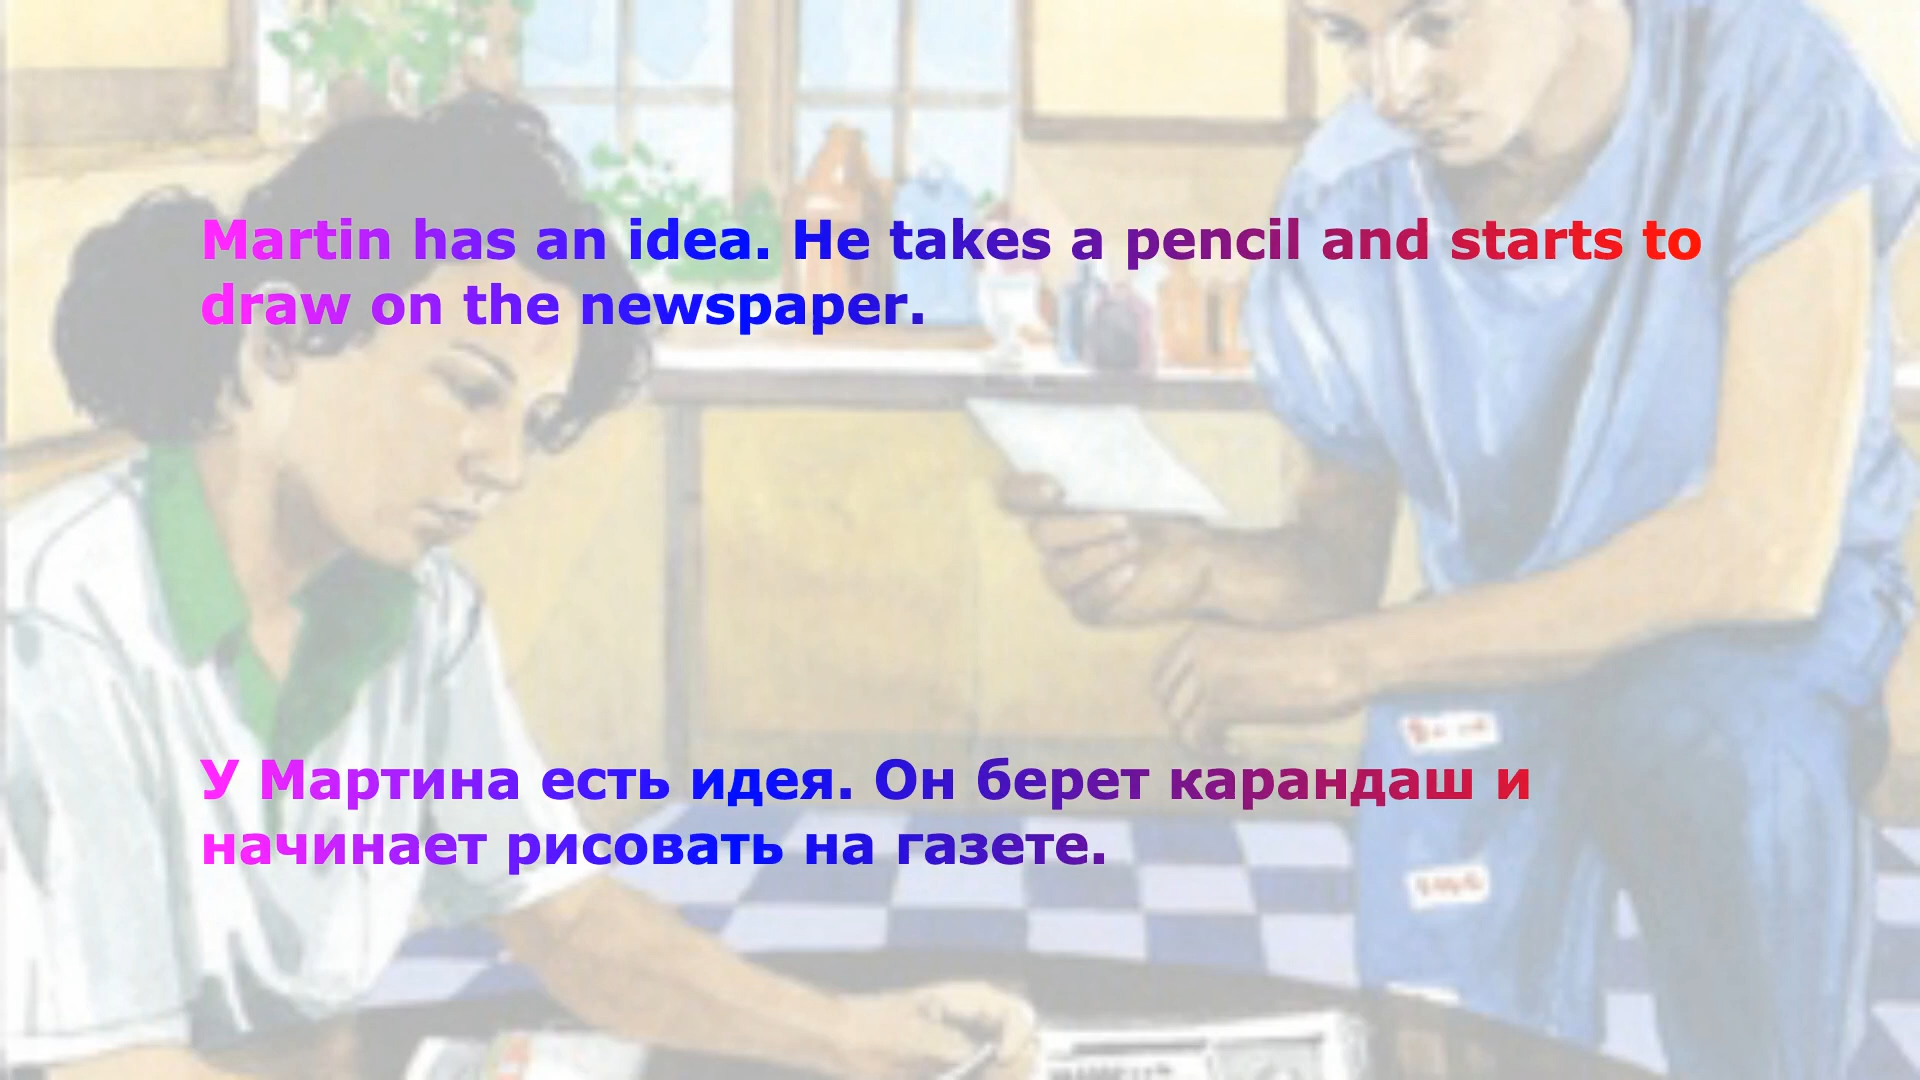 Martin has an idea. He takes a pencil and starts to
draw on the newspaper.
У Мартина есть идея. Он берет карандаш и
начинает рисовать на газете.